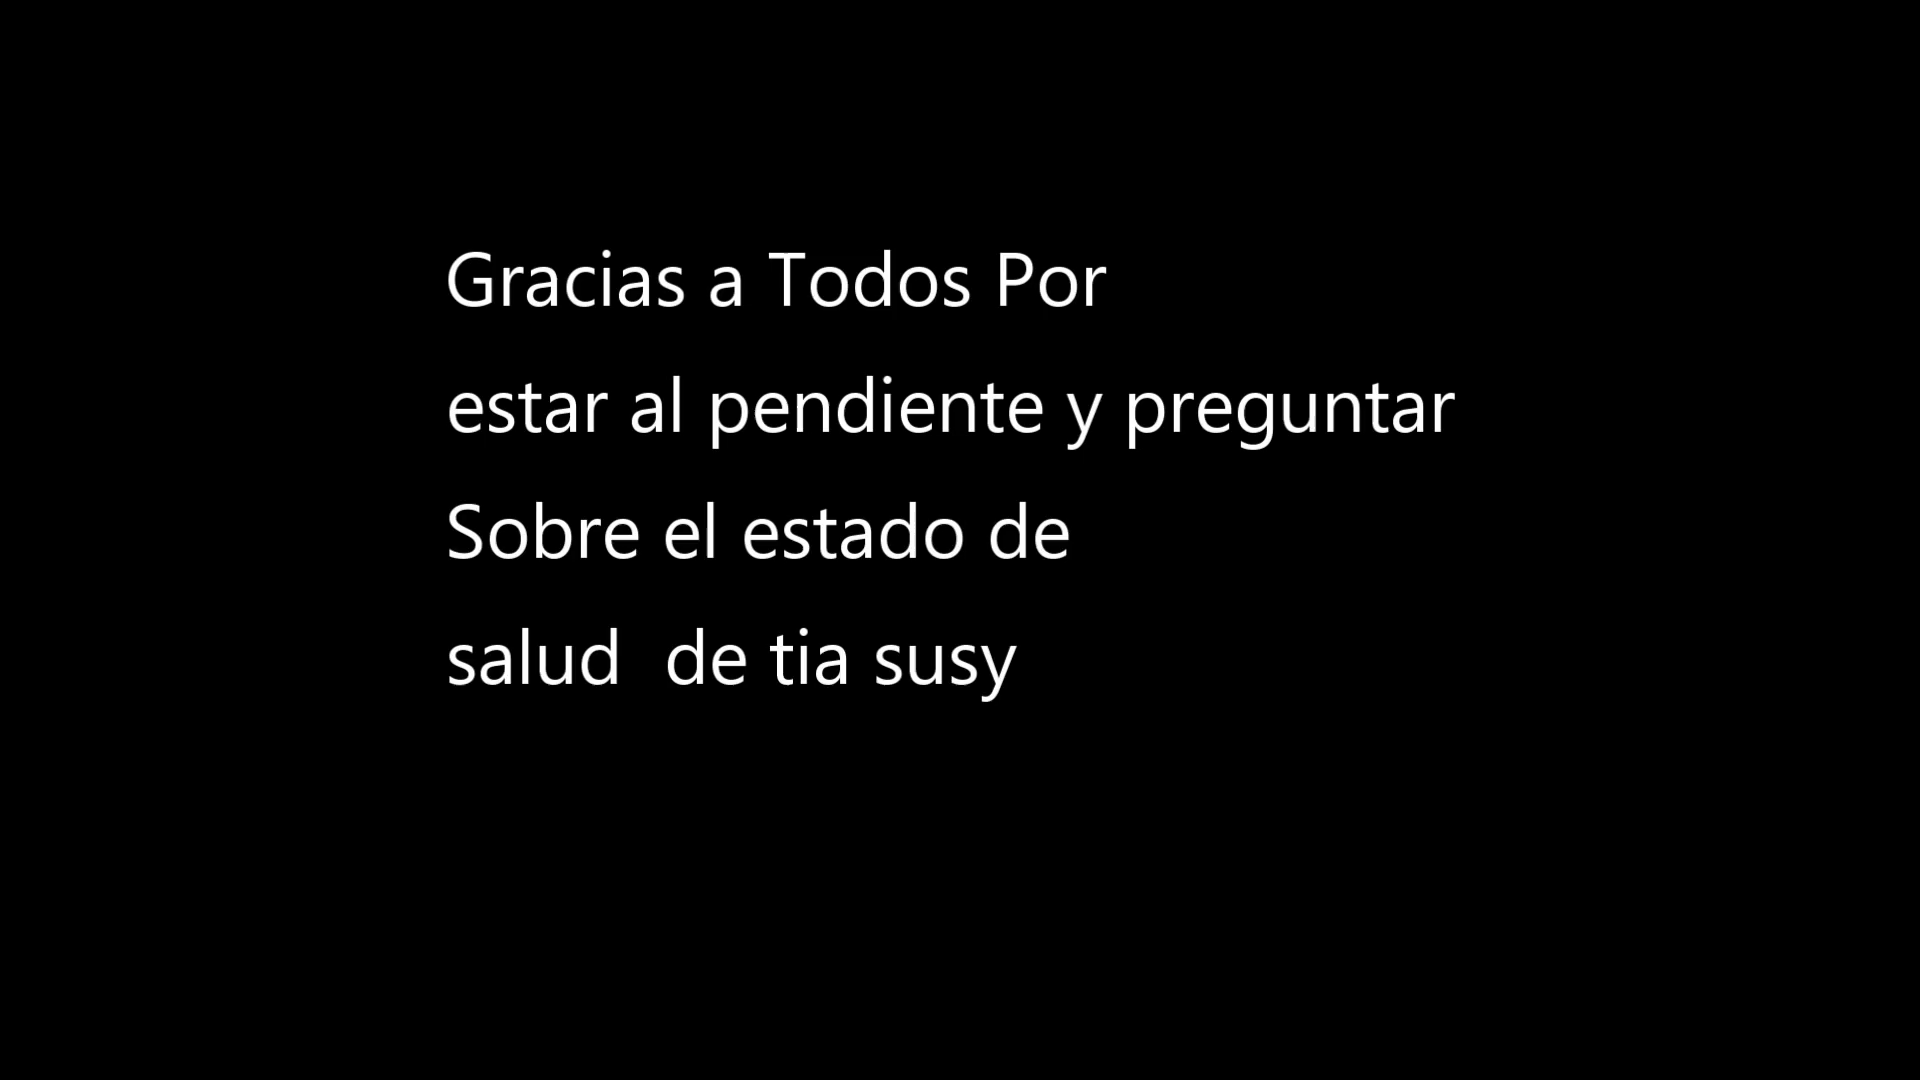 Gracias a Todos Por
estar al pendiente y preguntar
Sobre el estado de
salud  de tia susy